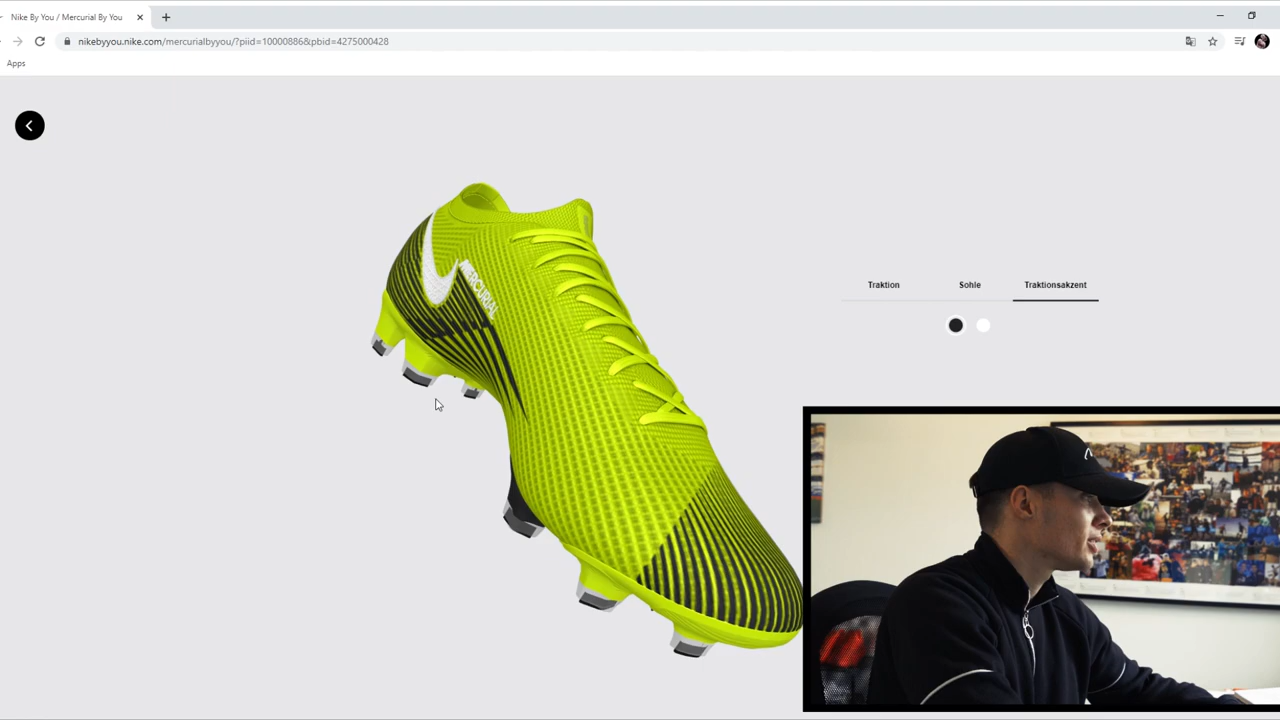 Nike By You / Mercurial By You
nikebyyou.nike.com/mercurialbyyou/?piid=10000886&pbid=4275000428
Apps
MERCURIAL
Traktion
Sohle
Traktionsakzent